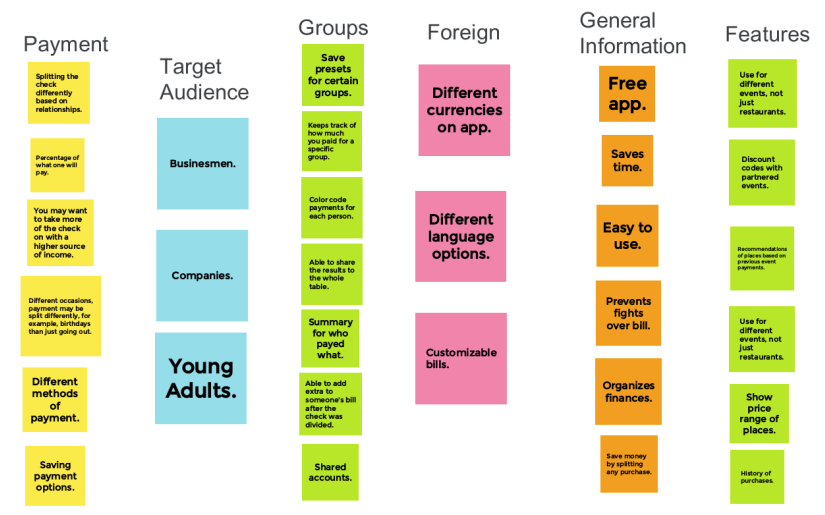 Payment
Splitting the
check
differently
based on
relationships.
Percentage of
what one will
pay.
You may want
to take more
of the check
on with a
higher source
of income.
Different occasions,
payment may be
split differently, for
example, birthdays
than just going out.
Different
methods
of
payment.
Saving
payment
options.
Target
Audience
Businesmen.
Companies.
Young
Adults.
Groups
Save
presets
for certain
groups.
Keeps track of
how much
you paid for a
specific
group.
Color code
payments for
each person.
Able to share
the results to
the whole
table.
Summary
for who
payed
what.
Able to add
extra to
someone's bill
after the
check was
divided.
Shared
accounts.
Foreign
Different
currencies
on app.
Different
language
options.
Customizable
bills.
General
Information
Free
app.
Saves
time.
Easy to
use.
Prevents
fights
over bill.
Organizes
finances.
Save money
by splitting
any purchase.
Features
Use for
different
events, not
just
restaurants.
Discount
codes with
partnered
events.
Recommendations
of places based on
previous event
payments.
Use for
different
events, not
just
restaurants.
Show
price
range of
places.
History of
purchases.